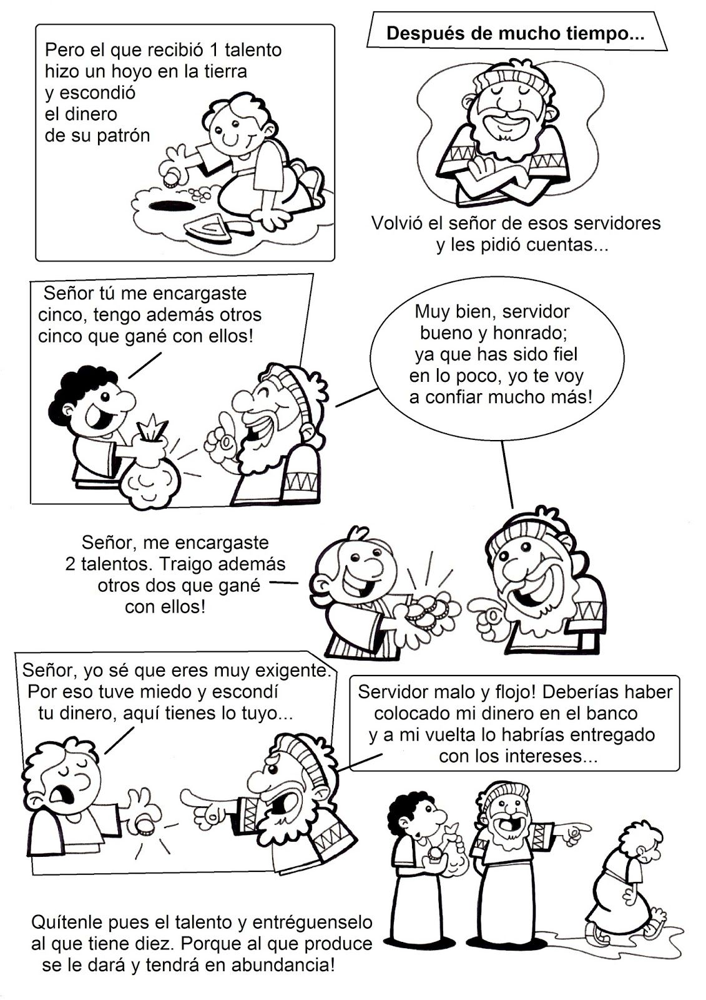 Pero el que recibió 1 talento
hizo un hoyo en la tierra
y escondió
el dinero
de su patrón
Después de mucho tiempo...
Volvió el señor de esos servidores
y les pidió cuentas...
Señor tú me encargaste
cinco, tengo además otros
cinco que gané con ellos!
Muy bien, servidor
bueno y honrado;
ya que has sido fiel
en lo poco, yo te voy
a confiar mucho más!
Señor, me encargaste
2 talentos. Traigo además
otros dos que gané
con ellos!
Señor, yo sé que eres muy exigente.
Por eso tuve miedo y escondí
tu dinero, aquí tienes lo tuyo...
Servidor malo y flojo! Deberías haber
colocado mi dinero en el banco
y a mi vuelta lo habrías entregado
con los intereses...
Quítenle pues el talento y entréguenselo
al que tiene diez. Porque al que produce
se le dará y tendrá en abundancia!